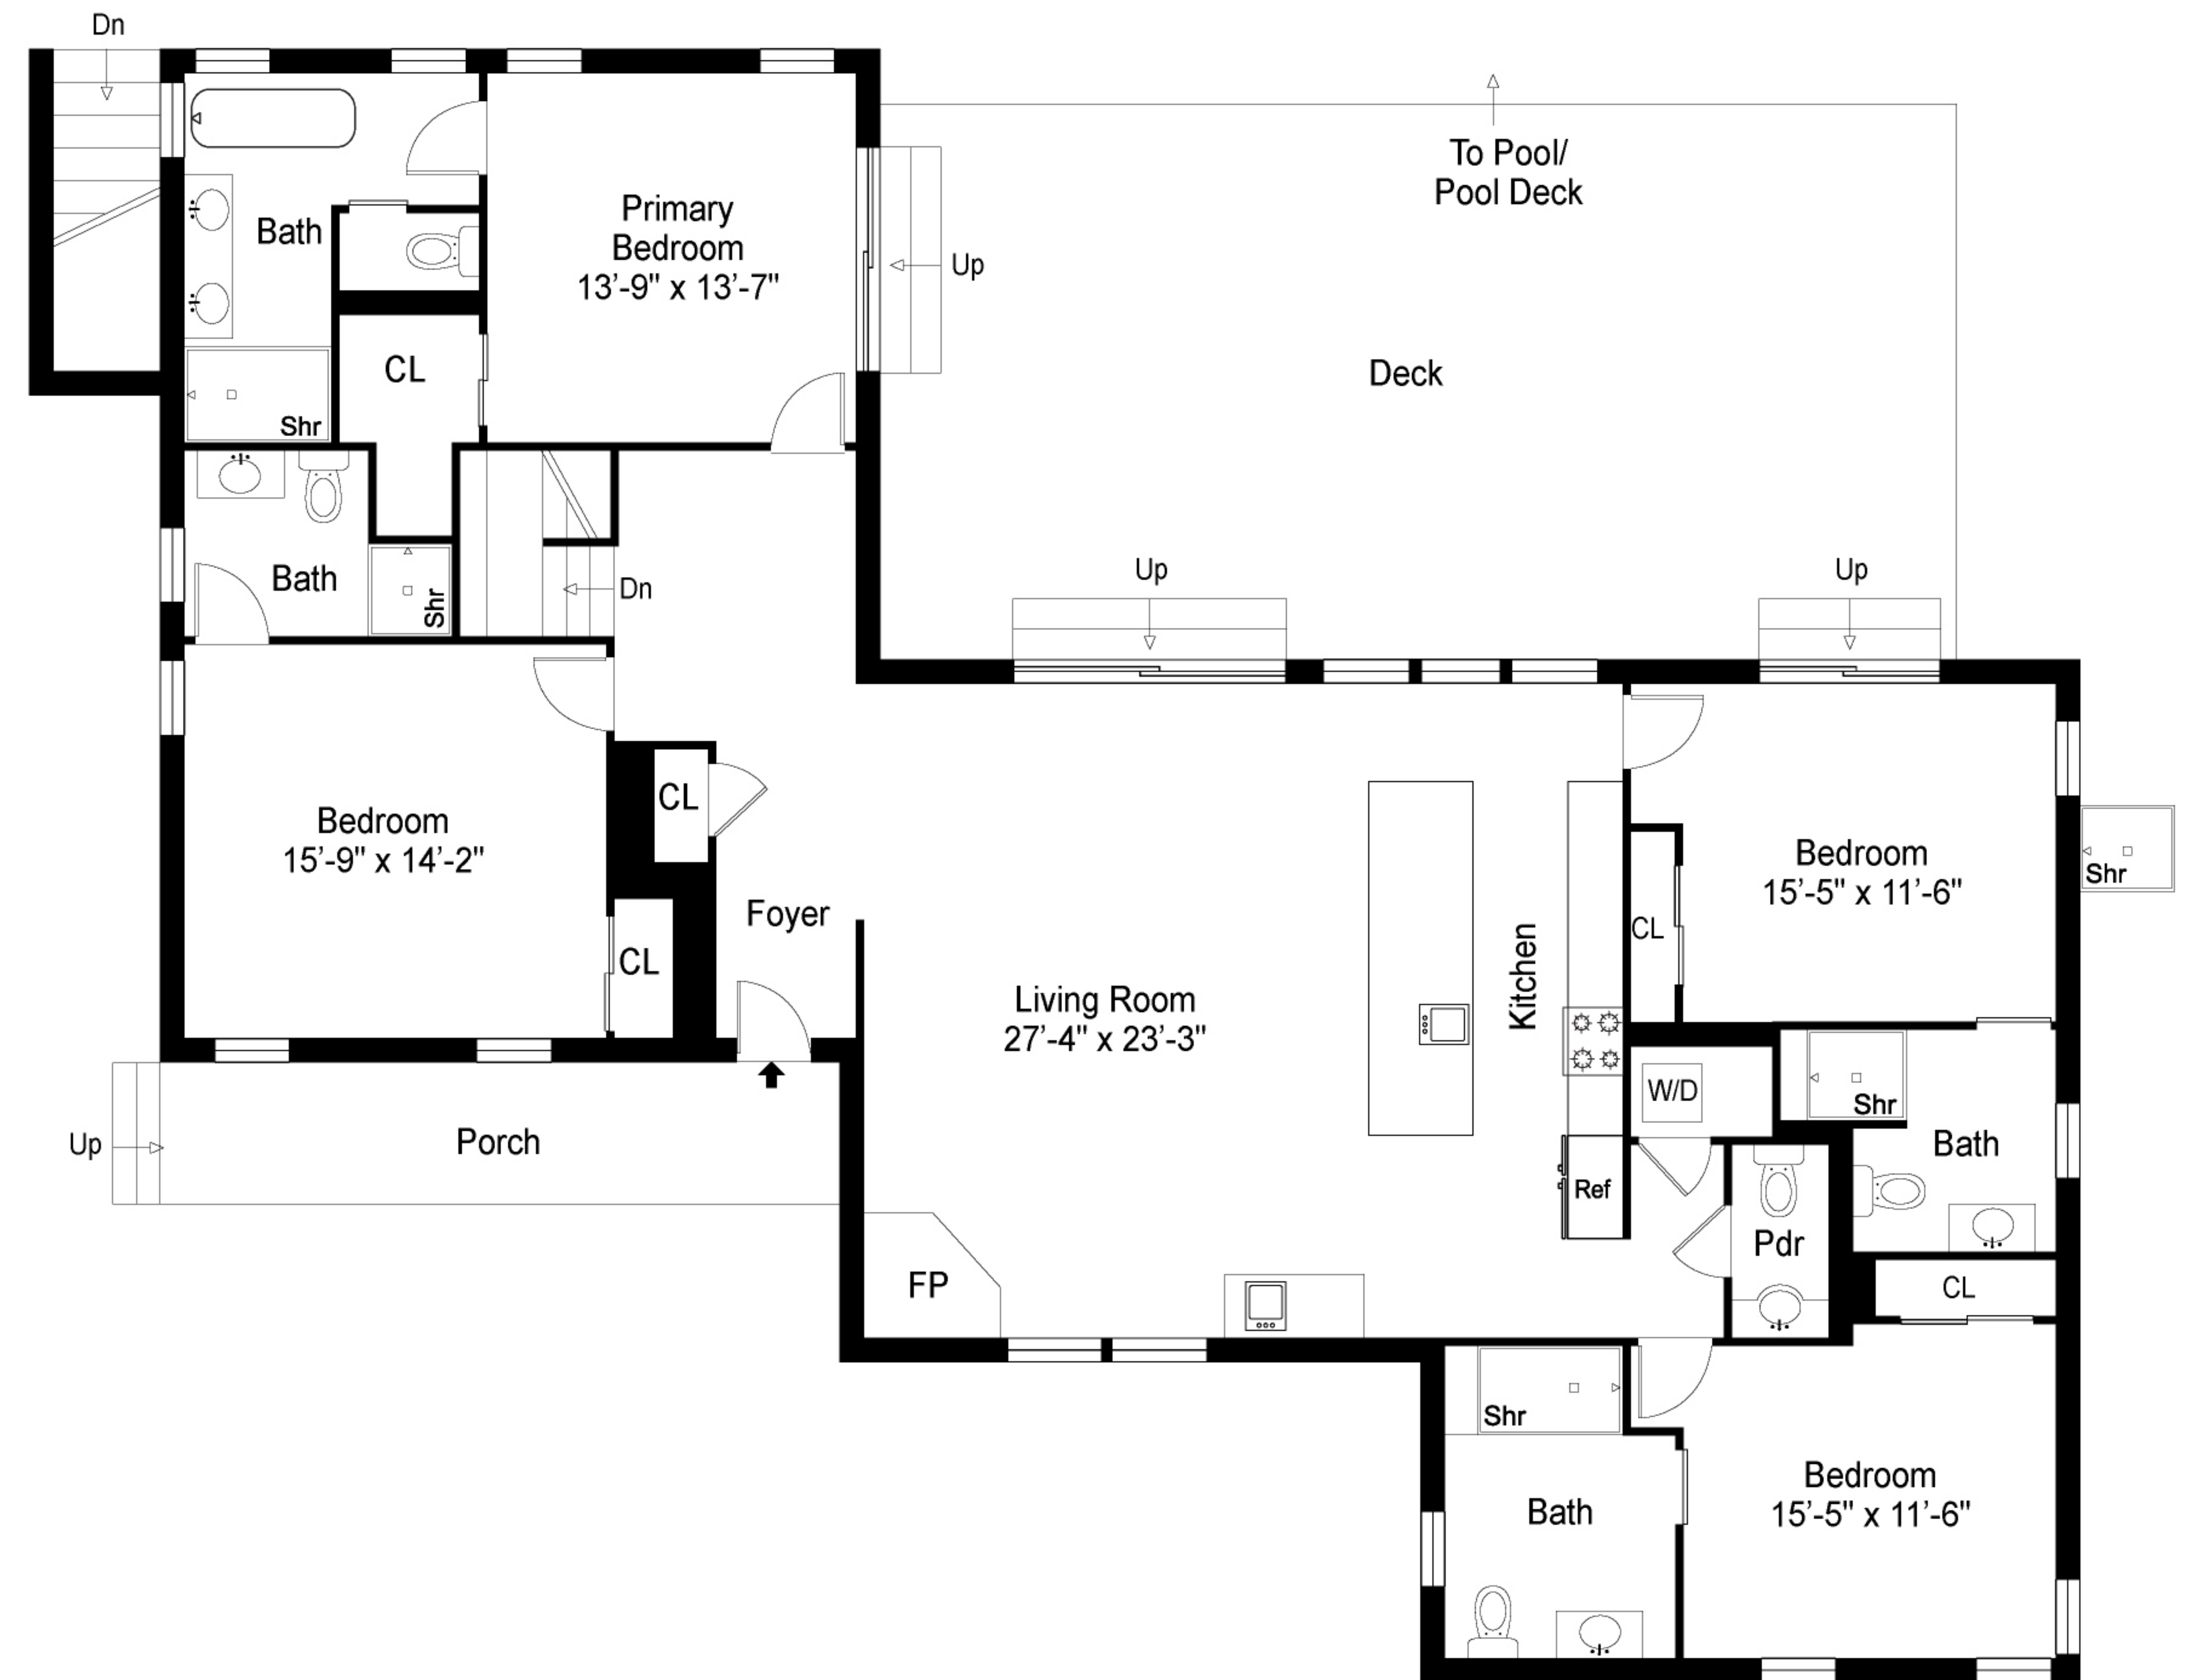 Dn
Bath
Shr
CL
Primary
Bedroom
13’-9" x 13’-7"
Up
To Pool/
Pool Deck
Deck
Up
Up
Bath
Shr
Dn
Bedroom
15’-9" x 14’-2"
CL
CL
Foyer
Living Room
27’-4" x 23’-3"
Kitchen
Bedroom
15’-5" x 11’-6"
CL
Shr
W/D
Shr
Bath
Ref
Pdr
CL
Up
Porch
FP
Shr
Bath
Bedroom
15’-5" x 11’-6"